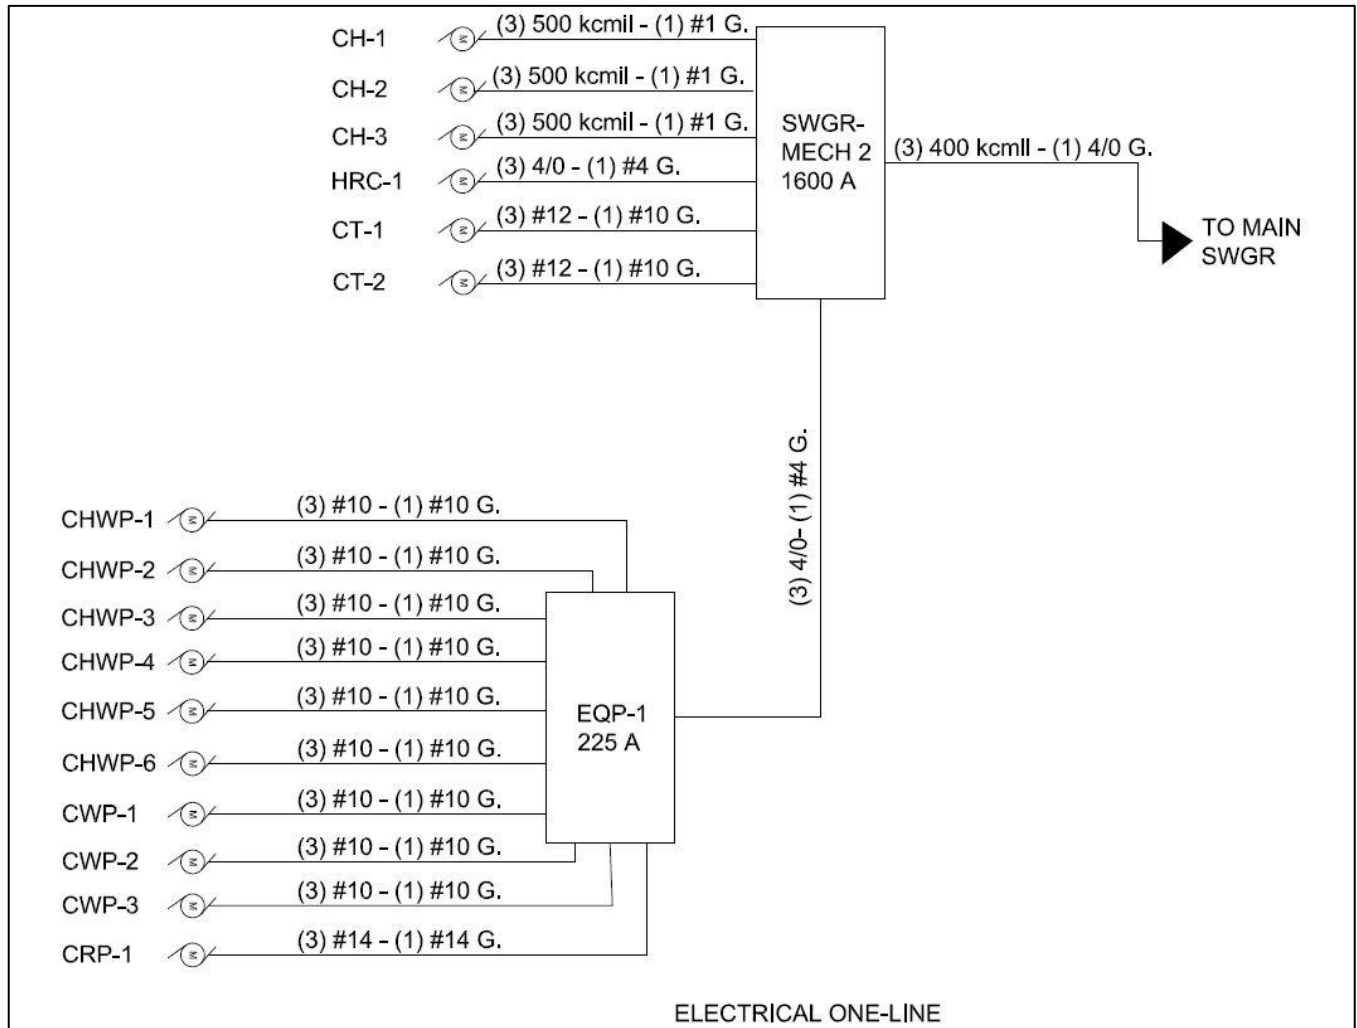 CH-1 M (3) 500 kcmil - (1) #1 G.
CH-2 M (3) 500 kcmil - (1) #1 G.
CH-3 M (3) 500 kcmil - (1) #1 G.
HRC-1 M (3) 4/0 - (1) #4 G.
CT-1 M (3) #12 - (1) #10 G.
CT-2 M (3) #12 - (1) #10 G.
SWGR-
MECH 2
1600 A
(3) 400 kcmll - (1) 4/0 G.
TO MAIN
SWGR
(3) 4/0- (1) #4 G.
CHWP-1 M (3) #10 - (1) #10 G.
CHWP-2 M (3) #10 - (1) #10 G.
CHWP-3 M (3) #10 - (1) #10 G.
CHWP-4 M (3) #10 - (1) #10 G.
CHWP-5 M (3) #10 - (1) #10 G.
CHWP-6 M (3) #10 - (1) #10 G.
CWP-1 M (3) #10 - (1) #10 G.
CWP-2 M (3) #10 - (1) #10 G.
CWP-3 M (3) #10 - (1) #10 G.
CRP-1 M (3) #14 - (1) #14 G.
EQP-1
225 A
ELECTRICAL ONE-LINE